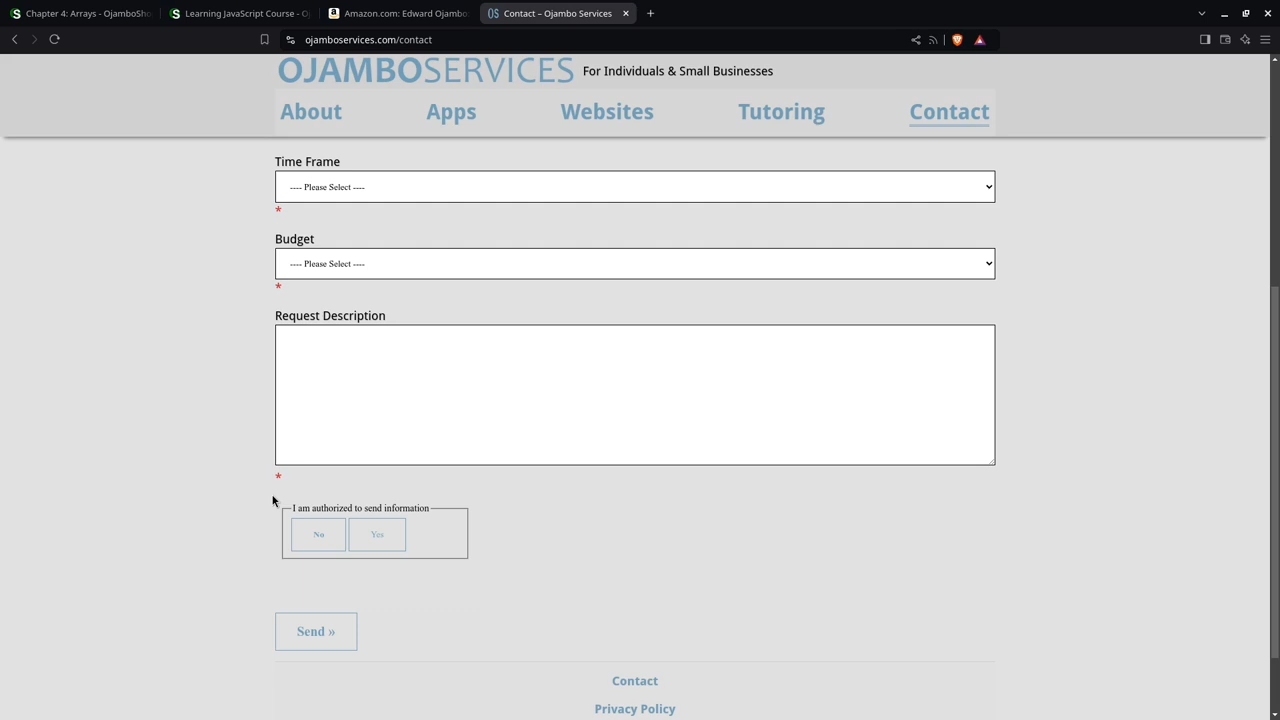 Chapter 4: Arrays - OjamboSho
Learning JavaScript Course - O
Amazon.com: Edward Ojambo
Contact – Ojambo Services
ojamboservices.com/contact
OJAMBOSERVICES For Individuals & Small Businesses
About Apps Websites Tutoring Contact
Time Frame
---- Please Select ----
*
Budget
---- Please Select ----
*
Request Description
*
I am authorized to send information
No Yes
Send »
Contact
Privacy Policy